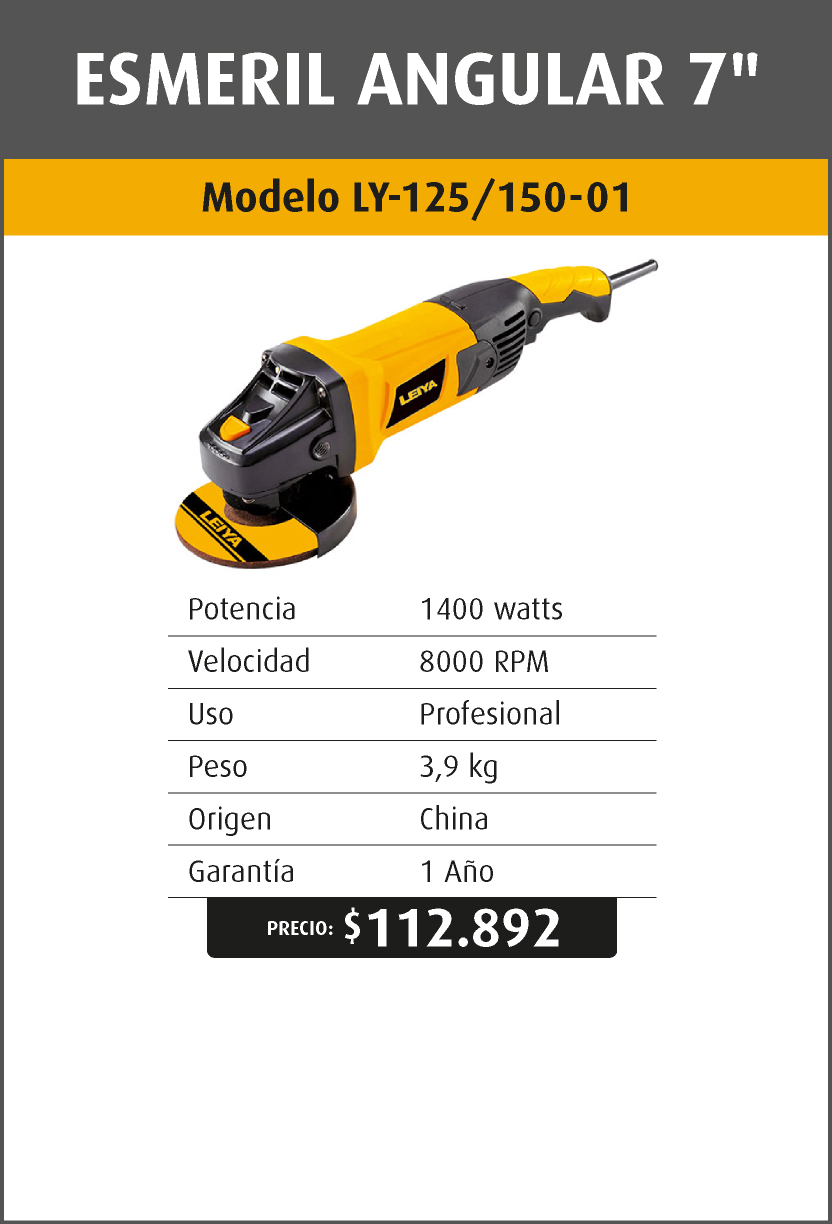 ESMERIL ANGULAR 7"
Modelo LY-125/150-01
LEIYA
LEIYA
Potencia 1400 watts
Velocidad 8000 RPM
Uso Profesional
Peso 3,9 kg
Origen China
Garantía 1 Año
PRECIO: $112.892